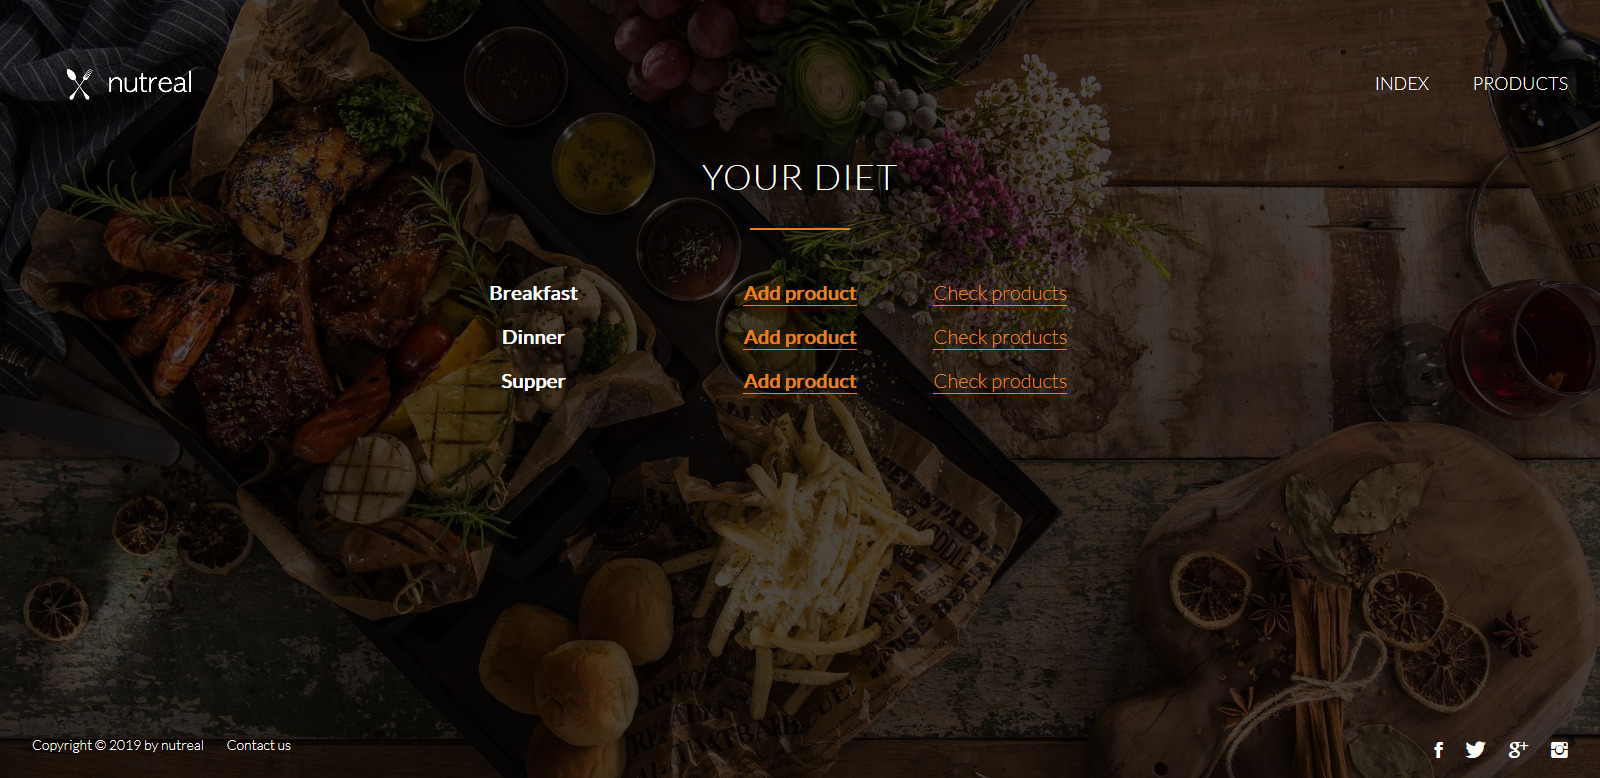 nutreal
INDEX PRODUCTS
YOUR DIET
Breakfast Add product Check products
Dinner Add product Check products
Supper Add product Check products
Copyright © 2019 by nutreal Contact us